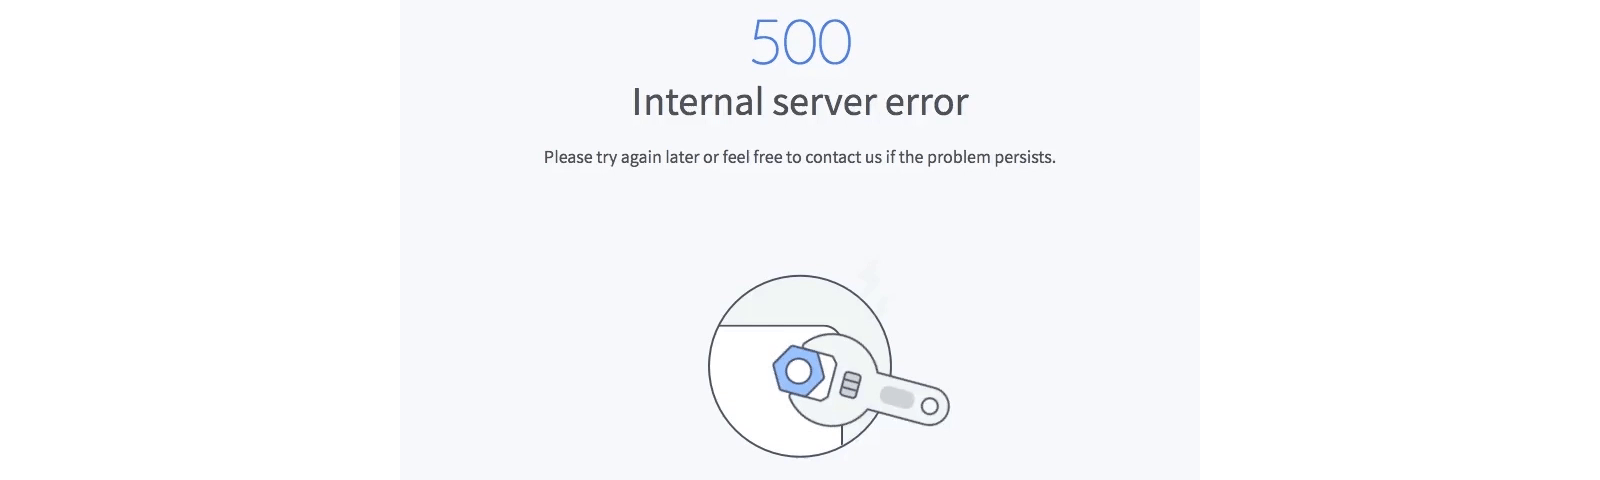 500
Internal server error
Please try again later or feel free to contact us if the problem persists.